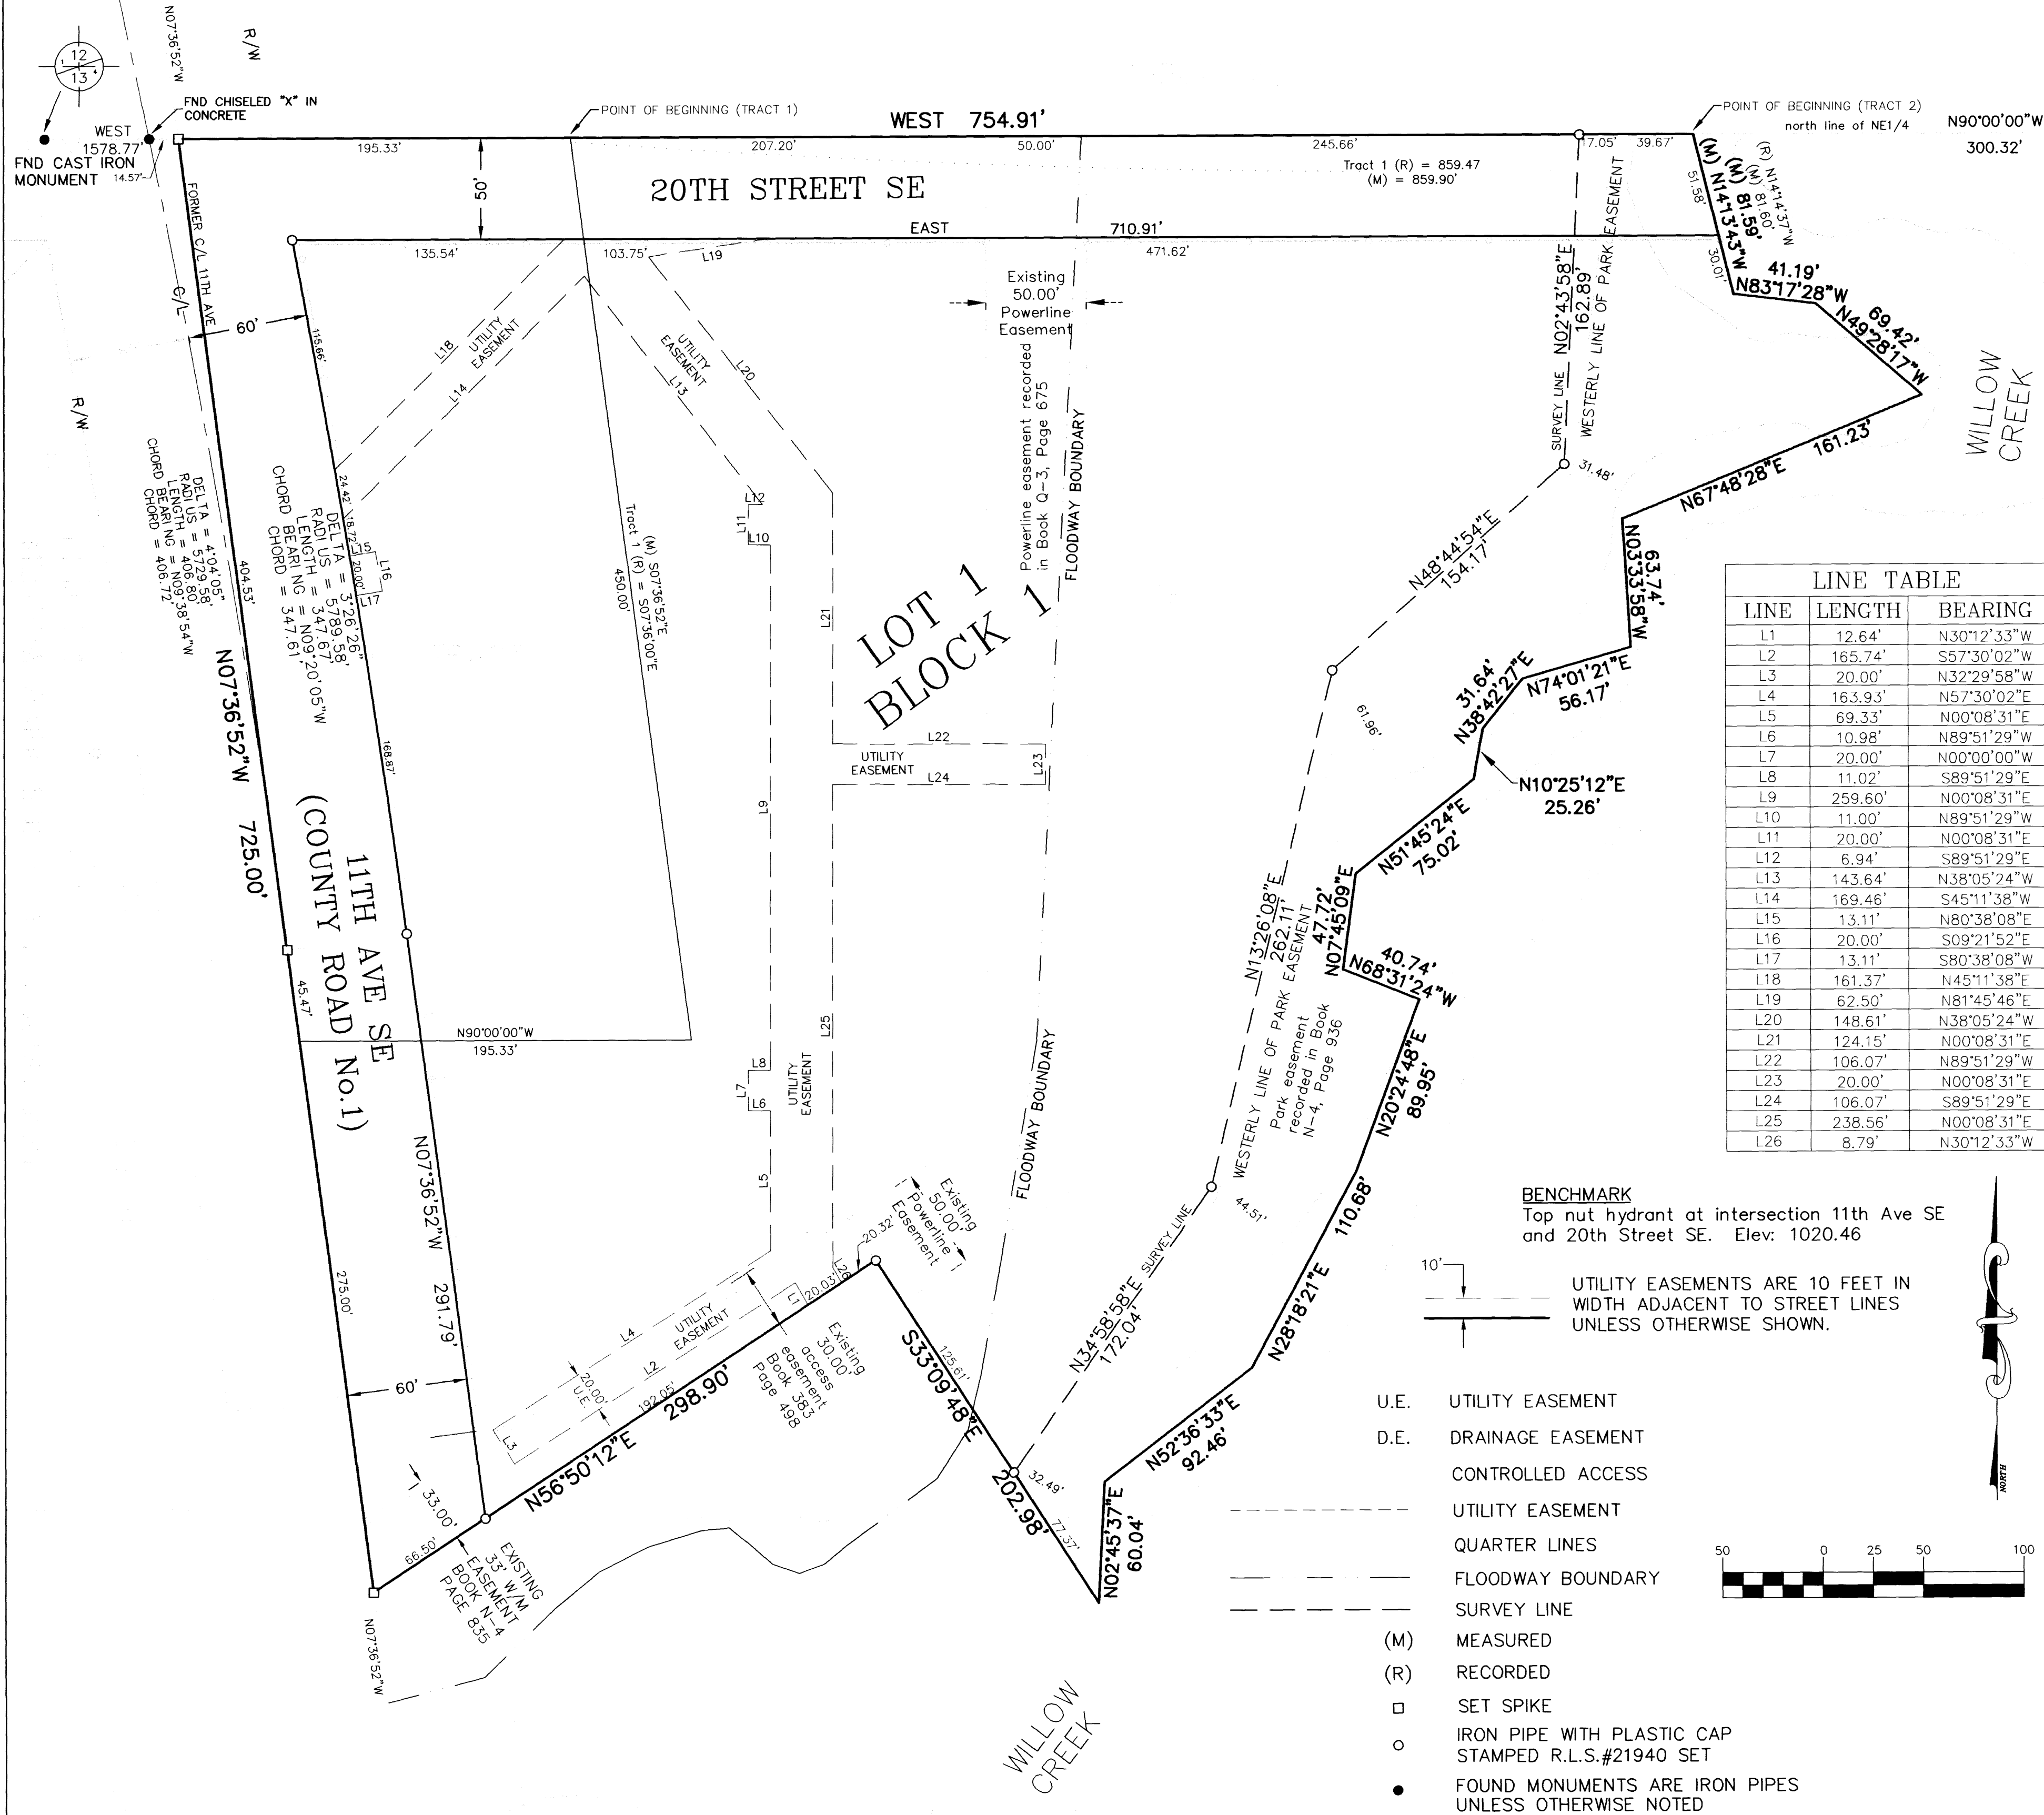 N07°36'52"W
R/W
12
1
4
13
FND CHISELED "X" IN
CONCRETE
WEST
1578.77'
FND CAST IRON
MONUMENT
14.57'
POINT OF BEGINNING (TRACT 1)
WEST 754.91'
POINT OF BEGINNING (TRACT 2)
north line of NE1/4
N90°00'00"W
300.32'
195.33'
207.20'
50.00'
245.66'
17.05'
39.67'
Tract 1 (R) = 859.47
(M) = 859.90'
50'
20TH STREET SE
EAST 710.91'
135.54'
103.75'
L19
471.62'
(R) N14°14'37"W
(M) 81.60'
(M) 81.59'
(M) N14°13'43"W
51.58'
30.01'
41.19'
N83°17'28"W
69.42'
N49°28'17"W
WILLOW
CREEK
161.23'
N67°48'28"E
63.74'
N03°33'58"W
N74°01'21"E
56.17'
31.64'
N38°42'27"E
N10°25'12"E
25.26'
N51°45'24"E
75.02'
47.72'
N07°45'09"E
40.74'
N68°31'24"W
N20°24'48"E
89.95'
110.68'
N28°18'21"E
N52°36'33"E
92.46'
N02°45'37"E
60.04'
FORMER C/L 11TH AVE
C/L
R/W
60'
115.66'
L18
UTILITY
EASEMENT
L14
UTILITY
EASEMENT
L13
L20
Existing
50.00'
Powerline
Easement
Powerline easement recorded
in Book Q-3, Page 675
FLOODWAY BOUNDARY
SURVEY LINE N02°43'58"E
162.89'
WESTERLY LINE OF PARK EASEMENT
31.48'
N48°44'54"E
154.17'
61.96'
DELTA = 4°04'05"
RADIUS = 5729.58'
LENGTH = 406.80'
CHORD BEARING = N09°38'54"W
CHORD = 406.72'
404.53'
DELTA = 3°26'26"
RADIUS = 5789.58'
LENGTH = 347.67'
CHORD BEARING = N09°20'05"W
CHORD = 347.61'
24.42'
18.72'
15
20.00'
L16
L17
L12
L11
L10
(M) S07°36'52"E
Tract 1 (R) = S07°36'00"E
450.00'
LOT 1
BLOCK 1
L21
L22
UTILITY
EASEMENT
L23
L24
L9
N07°36'52"W 725.00'
168.87'
11TH AVE SE
(COUNTY ROAD No.1)
45.47'
N90°00'00"W
195.33'
L25
L8
L7
L6
UTILITY
EASEMENT
L5
N13°26'08"E
262.11'
WESTERLY LINE OF PARK EASEMENT
Park easement
recorded in Book
N-4, Page 936
FLOODWAY BOUNDARY
44.51'
N34°58'58"E SURVEY LINE
172.04'
N07°36'52"W 291.79'
275.00'
60'
Existing
50.00'
Powerline
Easement
20.32'
L26
20.03'
L1
L4
UTILITY
EASEMENT
L2
20.00'
U.E.
L3
192.05'
298.90'
N56°50'12"E
Existing
30.00'
access
easement
Book 383
Page 498
125.61'
S33°09'48"E
202.98'
32.49'
77.37'
33.00'
66.50'
EXISTING
33' W/M
EASEMENT
BOOK N-4
PAGE 835
N07°36'52"W
WILLOW
CREEK
LINE TABLE
LINE LENGTH BEARING
L1 12.64' N30°12'33"W
L2 165.74' S57°30'02"W
L3 20.00' N32°29'58"W
L4 163.93' N57°30'02"E
L5 69.33' N00°08'31"E
L6 10.98' N89°51'29"W
L7 20.00' N00°00'00"W
L8 11.02' S89°51'29"E
L9 259.60' N00°08'31"E
L10 11.00' N89°51'29"W
L11 20.00' N00°08'31"E
L12 6.94' S89°51'29"E
L13 143.64' N38°05'24"W
L14 169.46' S45°11'38"W
L15 13.11' N80°38'08"E
L16 20.00' S09°21'52"E
L17 13.11' S80°38'08"W
L18 161.37' N45°11'38"E
L19 62.50' N81°45'46"E
L20 148.61' N38°05'24"W
L21 124.15' N00°08'31"E
L22 106.07' N89°51'29"W
L23 20.00' N00°08'31"E
L24 106.07' S89°51'29"E
L25 238.56' N00°08'31"E
L26 8.79' N30°12'33"W
BENCHMARK
Top nut hydrant at intersection 11th Ave SE
and 20th Street SE. Elev: 1020.46
10'
UTILITY EASEMENTS ARE 10 FEET IN
WIDTH ADJACENT TO STREET LINES
UNLESS OTHERWISE SHOWN.
NORTH
U.E. UTILITY EASEMENT
D.E. DRAINAGE EASEMENT
CONTROLLED ACCESS
UTILITY EASEMENT
QUARTER LINES
FLOODWAY BOUNDARY
SURVEY LINE
(M) MEASURED
(R) RECORDED
SET SPIKE
IRON PIPE WITH PLASTIC CAP
STAMPED R.L.S.#21940 SET
FOUND MONUMENTS ARE IRON PIPES
UNLESS OTHERWISE NOTED
50 0 25 50 100